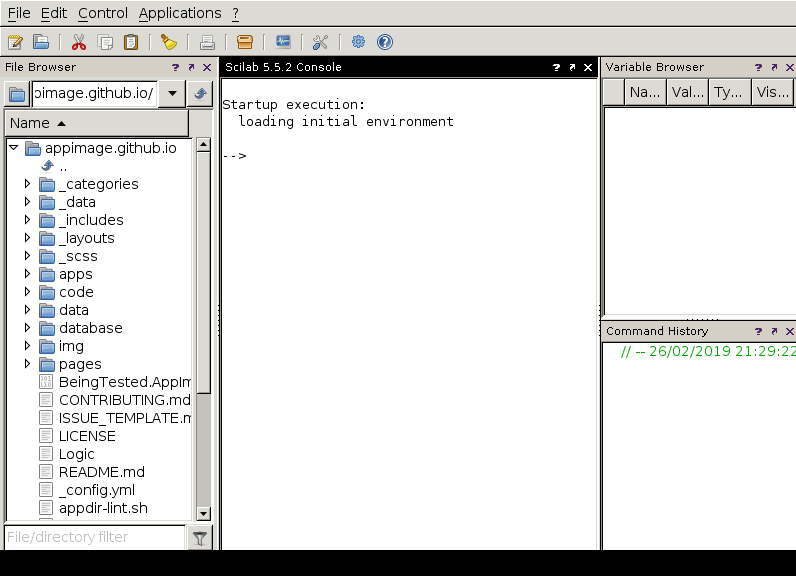 File Edit Control Applications ?
File Browser
pimage.github.io/
Name
appimage.github.io
..
_categories
_data
_includes
_layouts
_scss
apps
code
data
database
img
pages
BeingTested.AppIm
CONTRIBUTING.md
ISSUE_TEMPLATE.m
LICENSE
Logic
README.md
_config.yml
appdir-lint.sh
File/directory filter
Scilab 5.5.2 Console
Startup execution:
loading initial environment
-->
Variable Browser
Na... Val... Ty... Vis...
Command History
// -- 26/02/2019 21:29:22